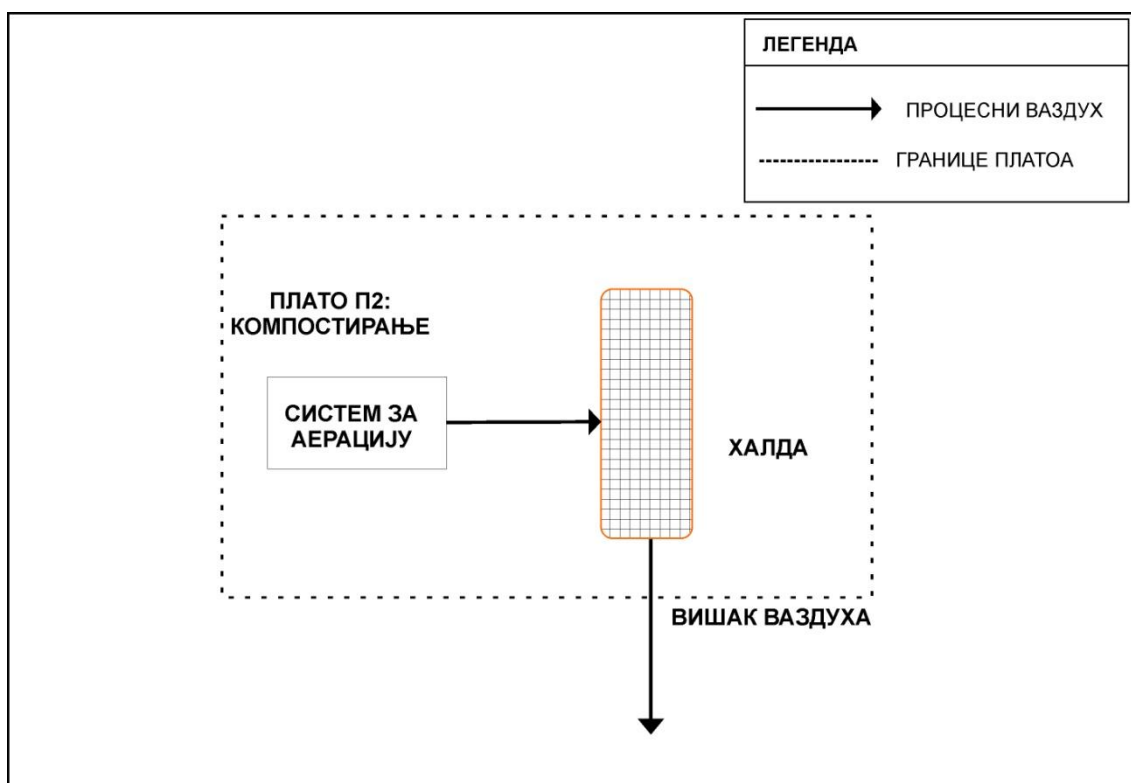 ЛЕГЕНДА
ПРОЦЕСНИ ВАЗДУХ
ГРАНИЦЕ ПЛАТОА
ПЛАТО П2:
КОМПОСТИРАЊЕ
СИСТЕМ ЗА
АЕРАЦИЈУ
ХАЛДА
ВИШАК ВАЗДУХА